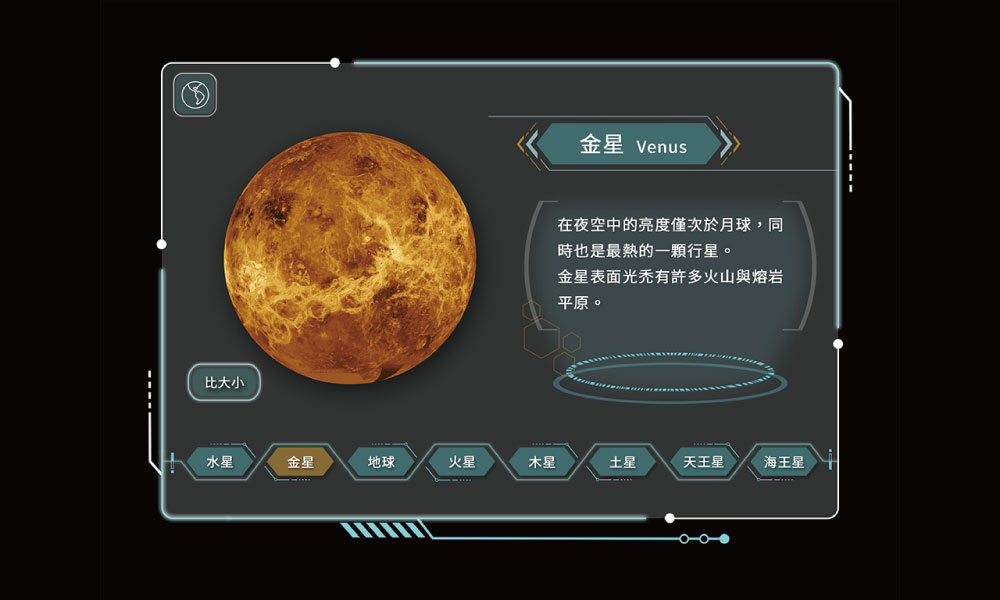 金星 Venus
在夜空中的亮度僅次於月球，同
時也是最熱的一顆行星。
金星表面光禿有許多火山與熔岩
平原。
比大小
水星
金星
地球
火星
木星
土星
天王星
海王星